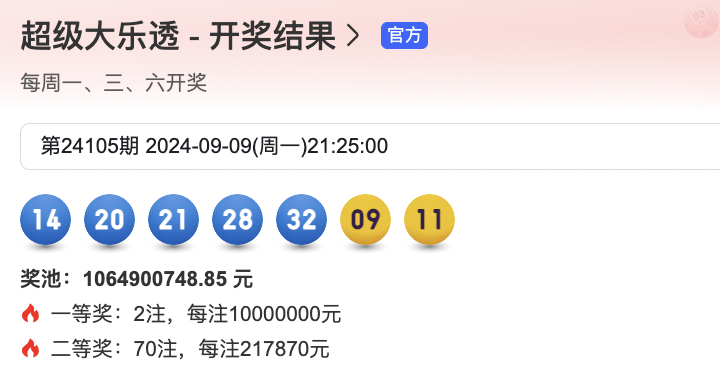 超级大乐透 - 开奖结果 > 官方
每周一、三、六开奖
第24105期 2024-09-09(周一)21:25:00
14 20 21 28 32 09 11
奖池：1064900748.85 元
一等奖：2注，每注10000000元
二等奖：70注，每注217870元